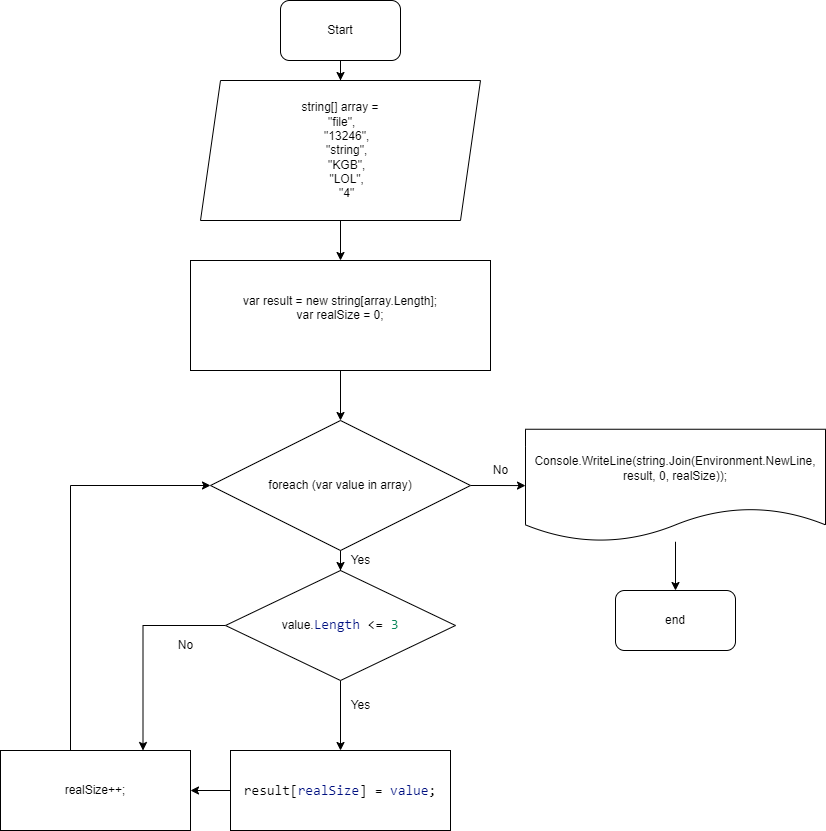 Start
string[] array =
"file",
"13246",
"string",
"KGB",
"LOL",
"4"
var result = new string[array.Length];
var realSize = 0;
foreach (var value in array)
No
Console.WriteLine(string.Join(Environment.NewLine,
result, 0, realSize));
Yes
end
value.Length <= 3
No
Yes
realSize++;
result[realSize] = value;